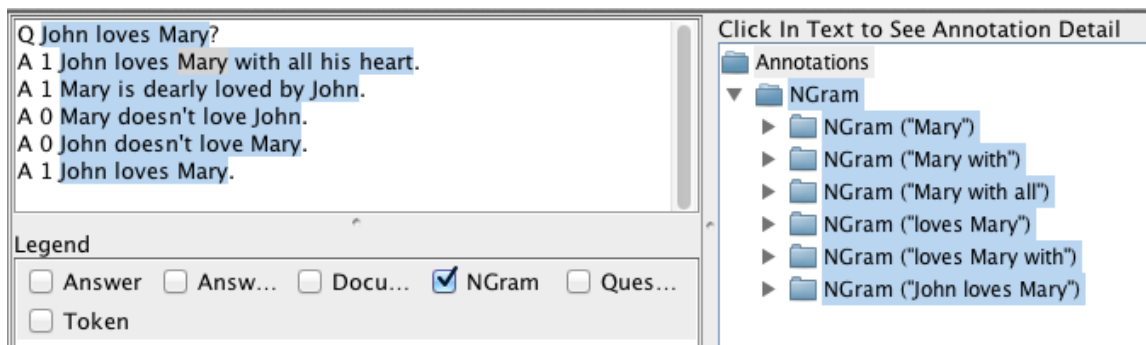 Q John loves Mary?
A 1 John loves Mary with all his heart.
A 1 Mary is dearly loved by John.
A 0 Mary doesn't love John.
A 0 John doesn't love Mary.
A 1 John loves Mary.
Legend
Answer Answ... Docu... NGram Ques...
Token
Click In Text to See Annotation Detail
Annotations
NGram
NGram ("Mary")
NGram ("Mary with")
NGram ("Mary with all")
NGram ("loves Mary")
NGram ("loves Mary with")
NGram ("John loves Mary")